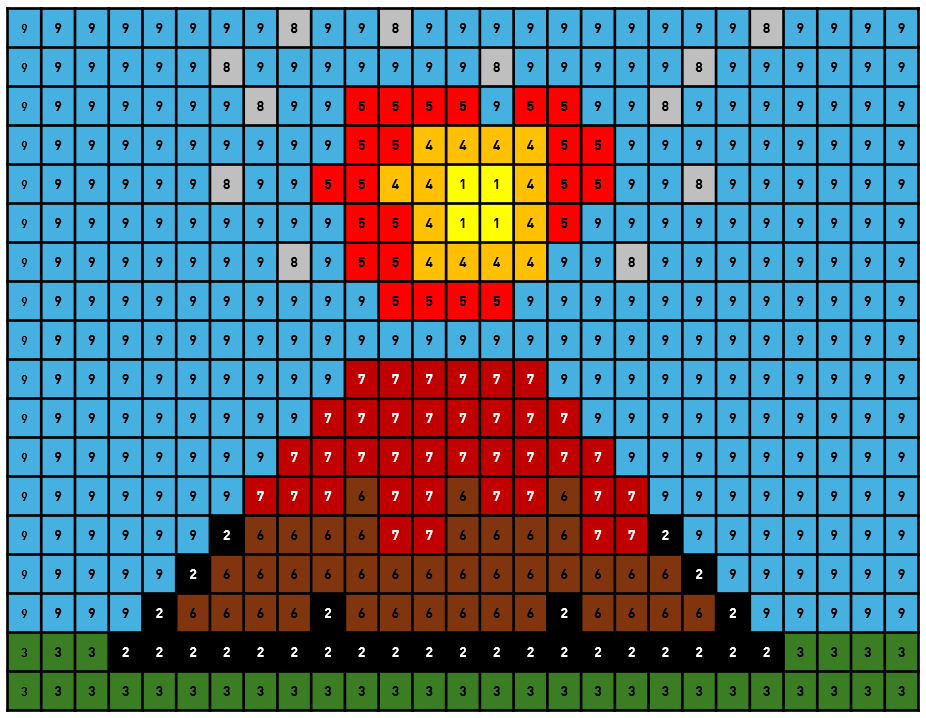 9 9 9 9 9 9 9 9 8 9 9 8 9 9 9 9 9 9 9 9 9 9 8 9 9 9 9
9 9 9 9 9 9 8 9 9 9 9 9 9 9 8 9 9 9 9 9 8 9 9 9 9 9 9
9 9 9 9 9 9 9 8 9 9 5 5 5 5 9 5 5 9 9 8 9 9 9 9 9 9 9
9 9 9 9 9 9 9 9 9 9 5 5 4 4 4 4 5 5 9 9 9 9 9 9 9 9 9
9 9 9 9 9 9 8 9 9 5 5 4 4 1 1 4 5 5 9 9 8 9 9 9 9 9 9
9 9 9 9 9 9 9 9 9 9 5 5 4 1 1 4 5 9 9 9 9 9 9 9 9 9 9
9 9 9 9 9 9 9 9 8 9 5 5 4 4 4 4 9 9 8 9 9 9 9 9 9 9 9
9 9 9 9 9 9 9 9 9 9 9 5 5 5 5 9 9 9 9 9 9 9 9 9 9 9 9
9 9 9 9 9 9 9 9 9 9 9 9 9 9 9 9 9 9 9 9 9 9 9 9 9 9 9
9 9 9 9 9 9 9 9 9 9 7 7 7 7 7 7 9 9 9 9 9 9 9 9 9 9 9
9 9 9 9 9 9 9 9 9 7 7 7 7 7 7 7 7 9 9 9 9 9 9 9 9 9 9
9 9 9 9 9 9 9 9 7 7 7 7 7 7 7 7 7 7 9 9 9 9 9 9 9 9 9
9 9 9 9 9 9 9 7 7 7 6 7 7 6 7 7 6 7 7 9 9 9 9 9 9 9 9
9 9 9 9 9 9 2 6 6 6 6 7 7 6 6 6 6 7 7 2 9 9 9 9 9 9 9
9 9 9 9 9 2 6 6 6 6 6 6 6 6 6 6 6 6 6 6 2 9 9 9 9 9 9
9 9 9 9 2 6 6 6 6 2 6 6 6 6 6 6 2 6 6 6 6 2 9 9 9 9 9
3 3 3 2 2 2 2 2 2 2 2 2 2 2 2 2 2 2 2 2 2 2 2 3 3 3 3
3 3 3 3 3 3 3 3 3 3 3 3 3 3 3 3 3 3 3 3 3 3 3 3 3 3 3